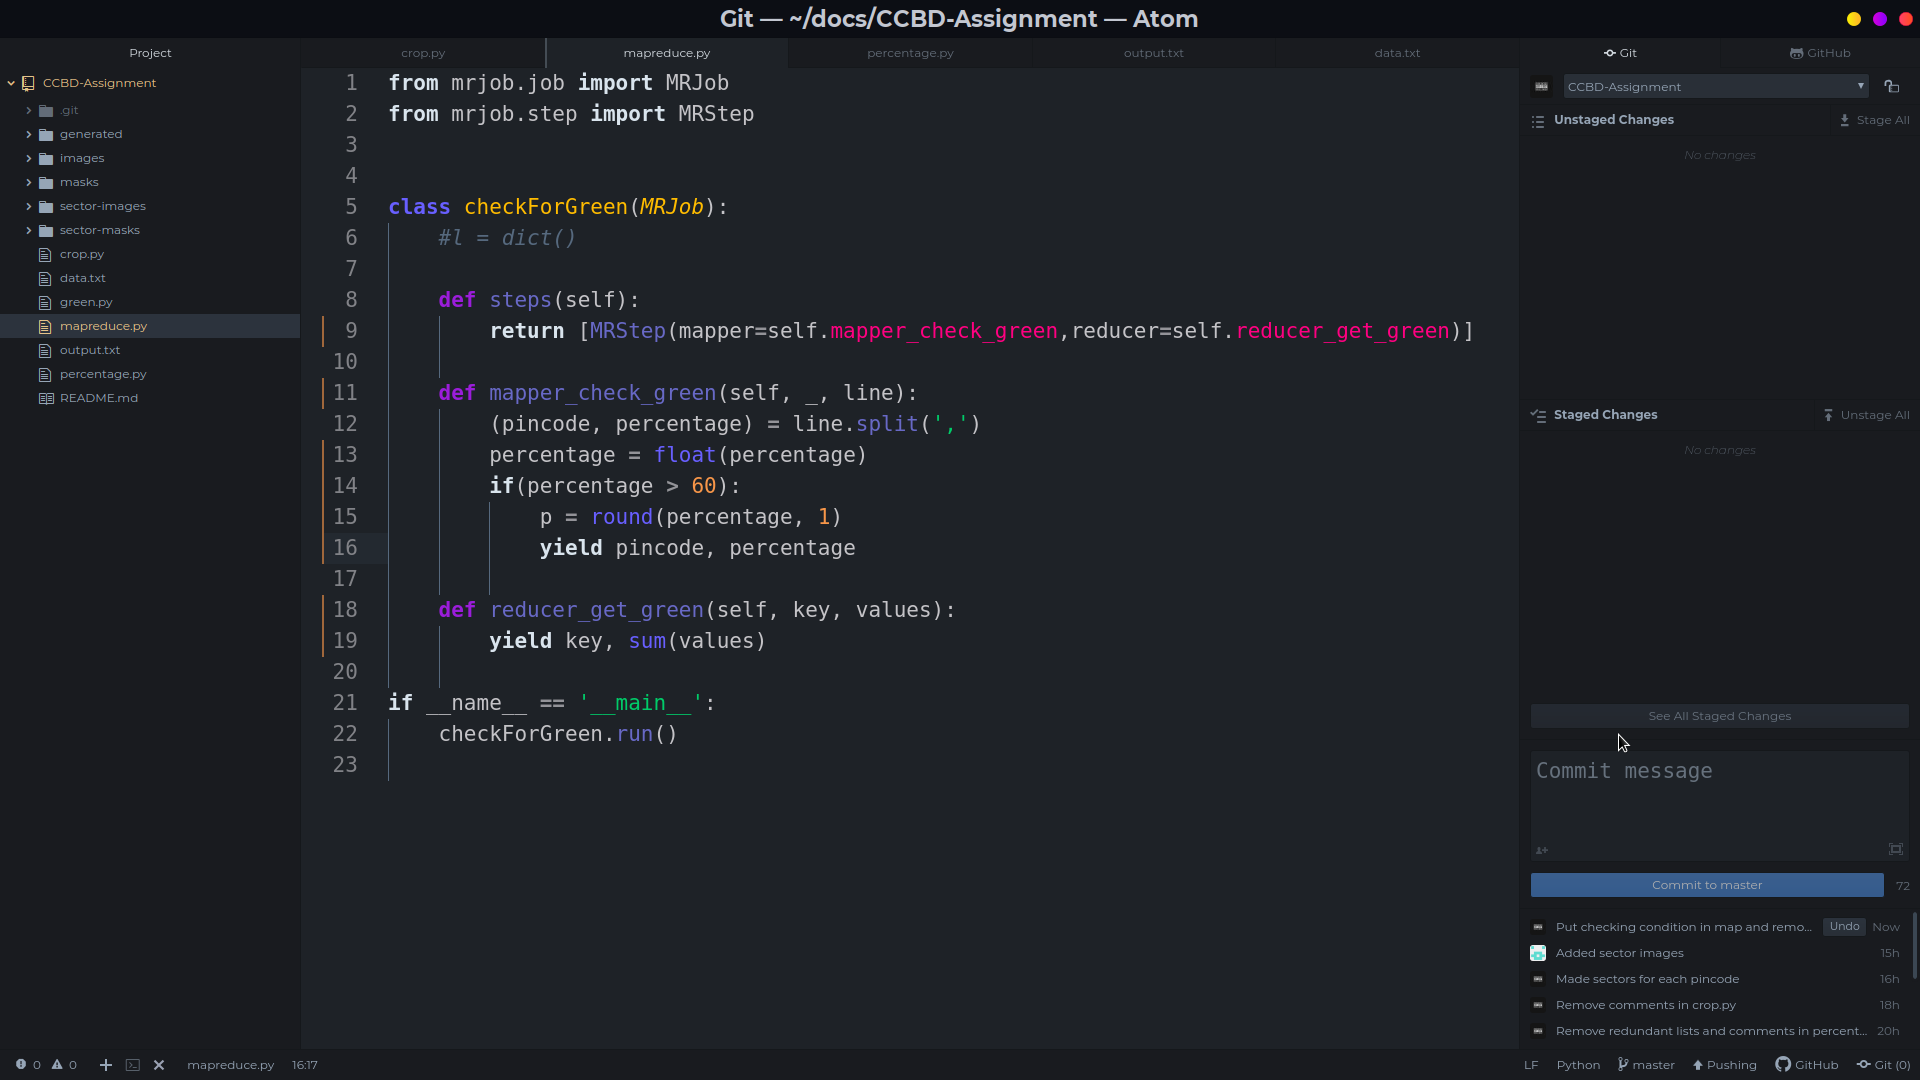 Git — ~/docs/CCBD-Assignment — Atom
Project
CCBD-Assignment
.git
generated
images
masks
sector-images
sector-masks
crop.py
data.txt
green.py
mapreduce.py
output.txt
percentage.py
README.md
crop.py mapreduce.py percentage.py output.txt data.txt
1 from mrjob.job import MRJob
2 from mrjob.step import MRStep
3
4
5 class checkForGreen(MRJob):
6 #l = dict()
7
8 def steps(self):
9 return [MRStep(mapper=self.mapper_check_green,reducer=self.reducer_get_green)]
10
11 def mapper_check_green(self, _, line):
12 (pincode, percentage) = line.split(',')
13 percentage = float(percentage)
14 if(percentage > 60):
15 p = round(percentage, 1)
16 yield pincode, percentage
17
18 def reducer_get_green(self, key, values):
19 yield key, sum(values)
20
21 if __name__ == '__main__':
22 checkForGreen.run()
23
Git GitHub
CCBD-Assignment
Unstaged Changes Stage All
No changes
Staged Changes Unstage All
No changes
See All Staged Changes
Commit message
Commit to master 72
Put checking condition in map and remo... Undo Now
Added sector images 15h
Made sectors for each pincode 16h
Remove comments in crop.py 18h
Remove redundant lists and comments in percent... 20h
0 0 mapreduce.py 16:17 LF Python master Pushing GitHub Git (0)